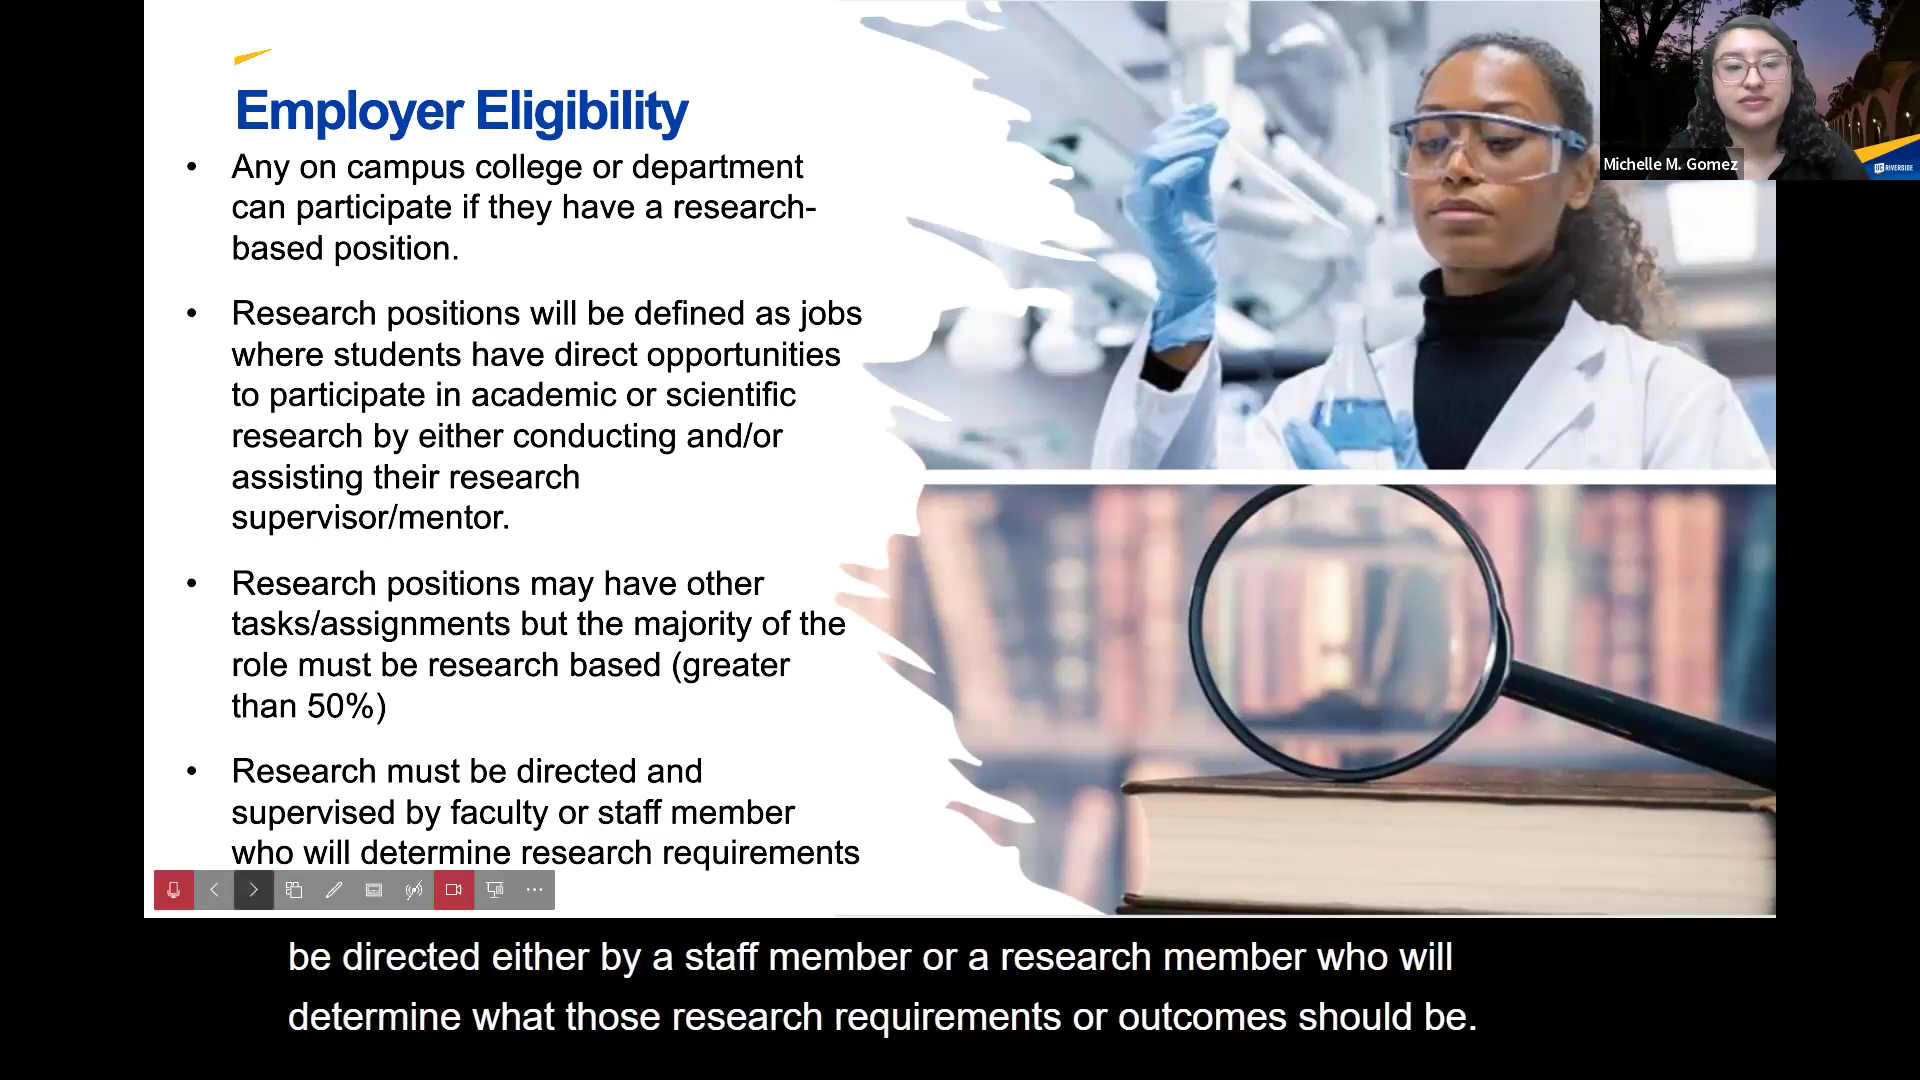 Employer Eligibility
• Any on campus college or department
can participate if they have a research-
based position.
• Research positions will be defined as jobs
where students have direct opportunities
to participate in academic or scientific
research by either conducting and/or
assisting their research
supervisor/mentor.
• Research positions may have other
tasks/assignments but the majority of the
role must be research based (greater
than 50%)
• Research must be directed and
supervised by faculty or staff member
who will determine research requirements
Michelle M. Gomez
UC RIVERSIDE
be directed either by a staff member or a research member who will
determine what those research requirements or outcomes should be.